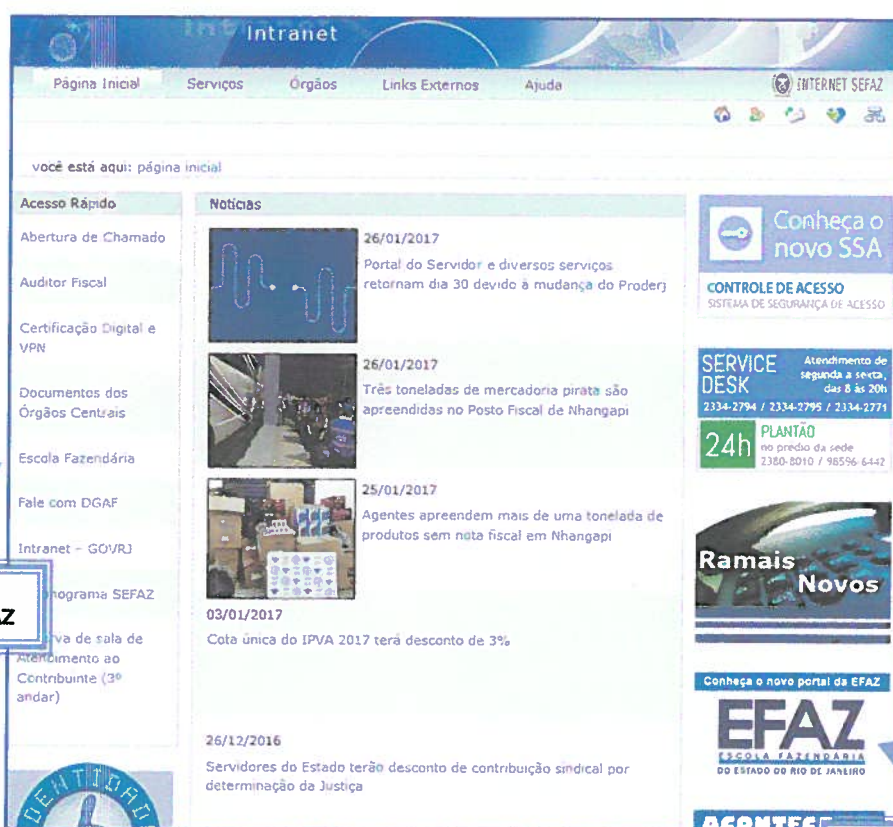 Intranet
Página Inicial
Serviços
Órgãos
Links Externos
Ajuda
INTERNET SEFAZ
você está aqui: página inicial
Acesso Rápido
Abertura de Chamado
Auditor Fiscal
Certificação Digital e
VPN
Documentos dos
Órgãos Centrais
Escola Fazendária
Fale com DGAF
Intranet - GOVRJ
nograma SEFAZ
AZ
rva de sala de
Atendimento ao
Contribuinte (3º
andar)
Notícias
26/01/2017
Portal do Servidor e diversos serviços
retornam dia 30 devido à mudança do Proderj
26/01/2017
Três toneladas de mercadoria pirata são
apreendidas no Posto Fiscal de Nhangapi
25/01/2017
Agentes apreendem mais de uma tonelada de
produtos sem nota fiscal em Nhangapi
03/01/2017
Cota única do IPVA 2017 terá desconto de 3%
26/12/2016
Servidores do Estado terão desconto de contribuição sindical por
determinação da Justiça
Conheça o
novo SSA
CONTROLE DE ACESSO
SISTEMA DE SEGURANÇA DE ACESSO
SERVICE
DESK
Atendimento de
segunda a sexta,
das 8 às 20h
2334-2794 / 2334-2795 / 2334-2771
24h
PLANTÃO
no prédio da sede
2380-8010 / 98596-6442
Ramais
Novos
Conheça o novo portal da EFAZ
EFAZ
ESCOLA FAZENDÁRIA
DO ESTADO DO RIO DE JANEIRO